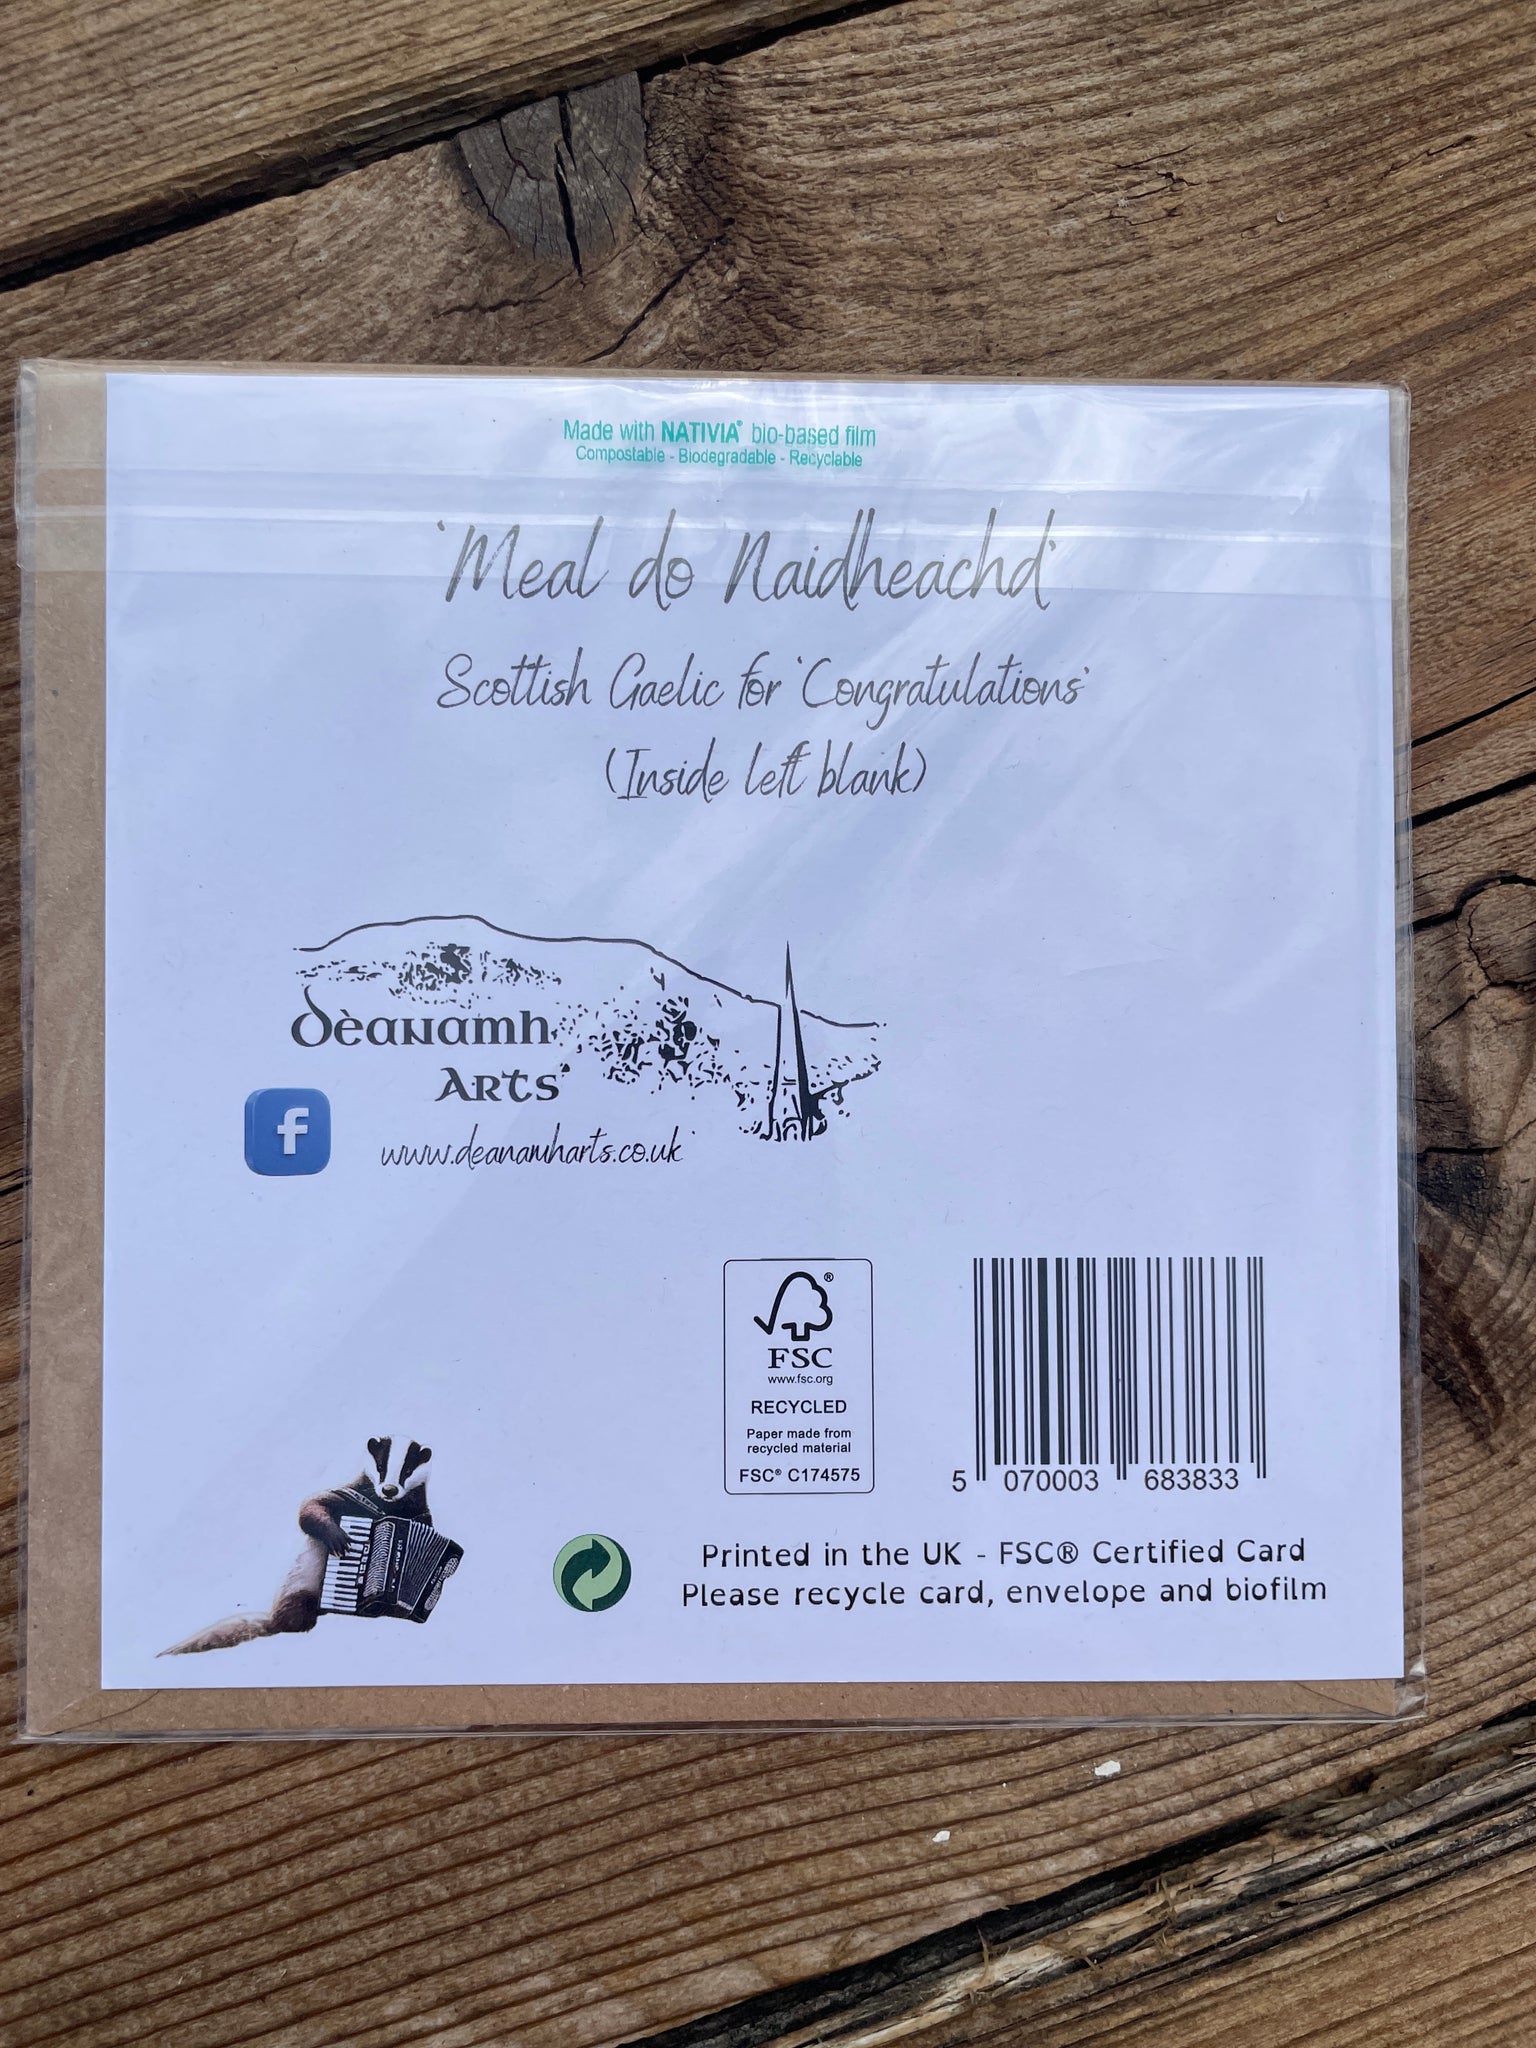 Made with NATIVIA® bio-based film
Compostable - Biodegradable - Recyclable
'Meal do Naidheachd'
Scottish Gaelic for 'Congratulations'
(Inside left blank)
Dèanamh
Arts
f
www.deanamharts.co.uk
®
FSC
www.fsc.org
RECYCLED
Paper made from
recycled material
FSC® C174575
5 070003 683833
Printed in the UK - FSC® Certified Card
Please recycle card, envelope and biofilm